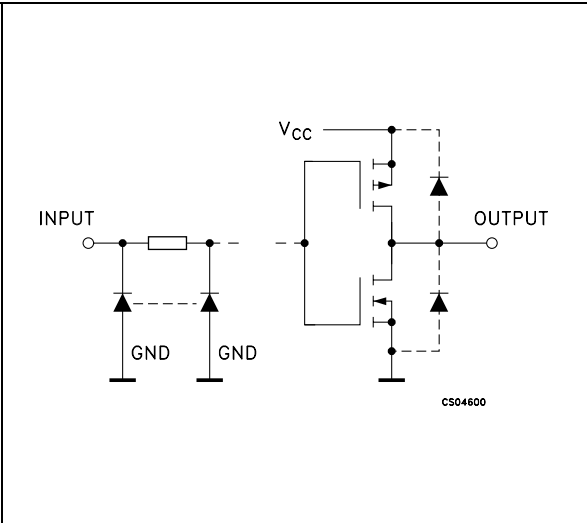 VCC
INPUT
OUTPUT
GND
GND
CS04600